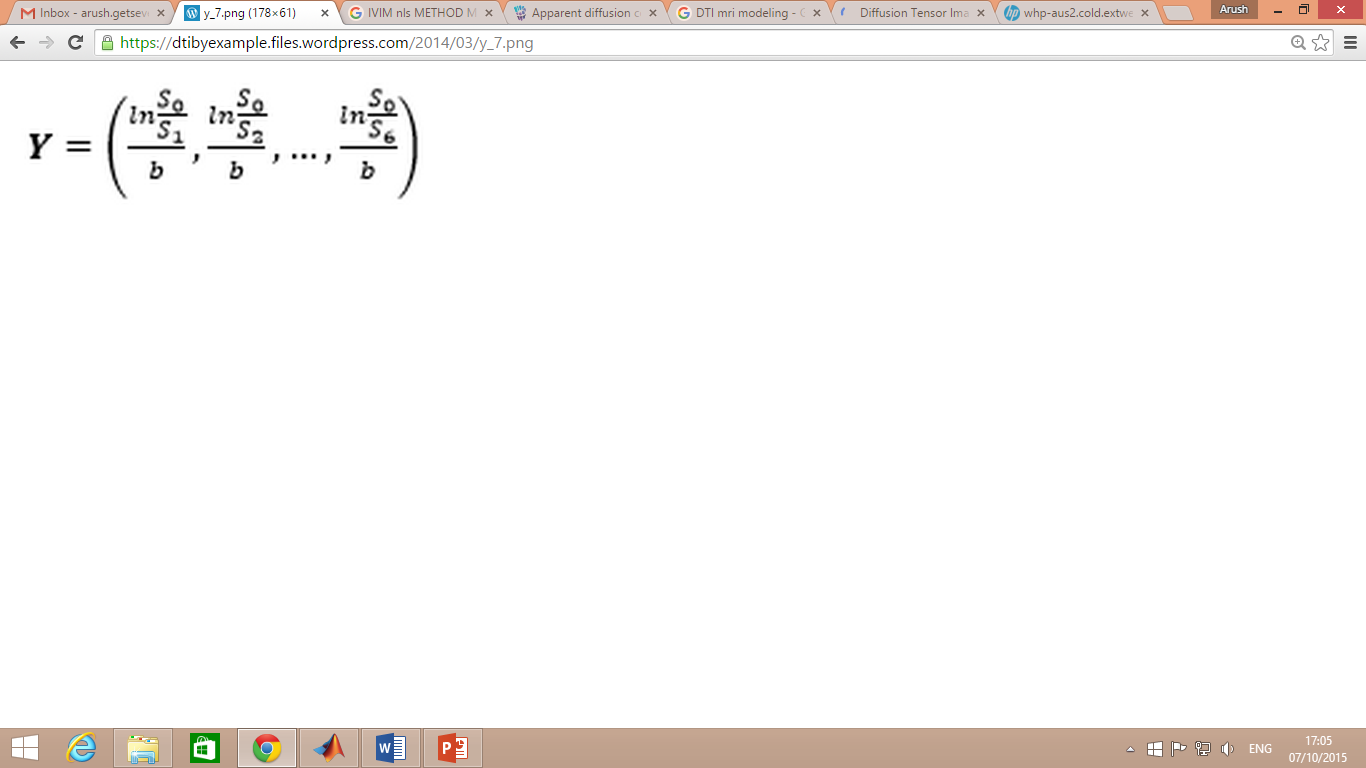 Inbox - arush.getseve
y_7.png (178×61)
IVIM nls METHOD M
Apparent diffusion c
DTI mri modeling - G
Diffusion Tensor Ima
whp-aus2.cold.extwe
Arush
https://dtibyexample.files.wordpress.com/2014/03/y_7.png
Y = ( ln S₀/S₁ / b , ln S₀/S₂ / b , … , ln S₀/S₆ / b )
ENG
17:05
07/10/2015